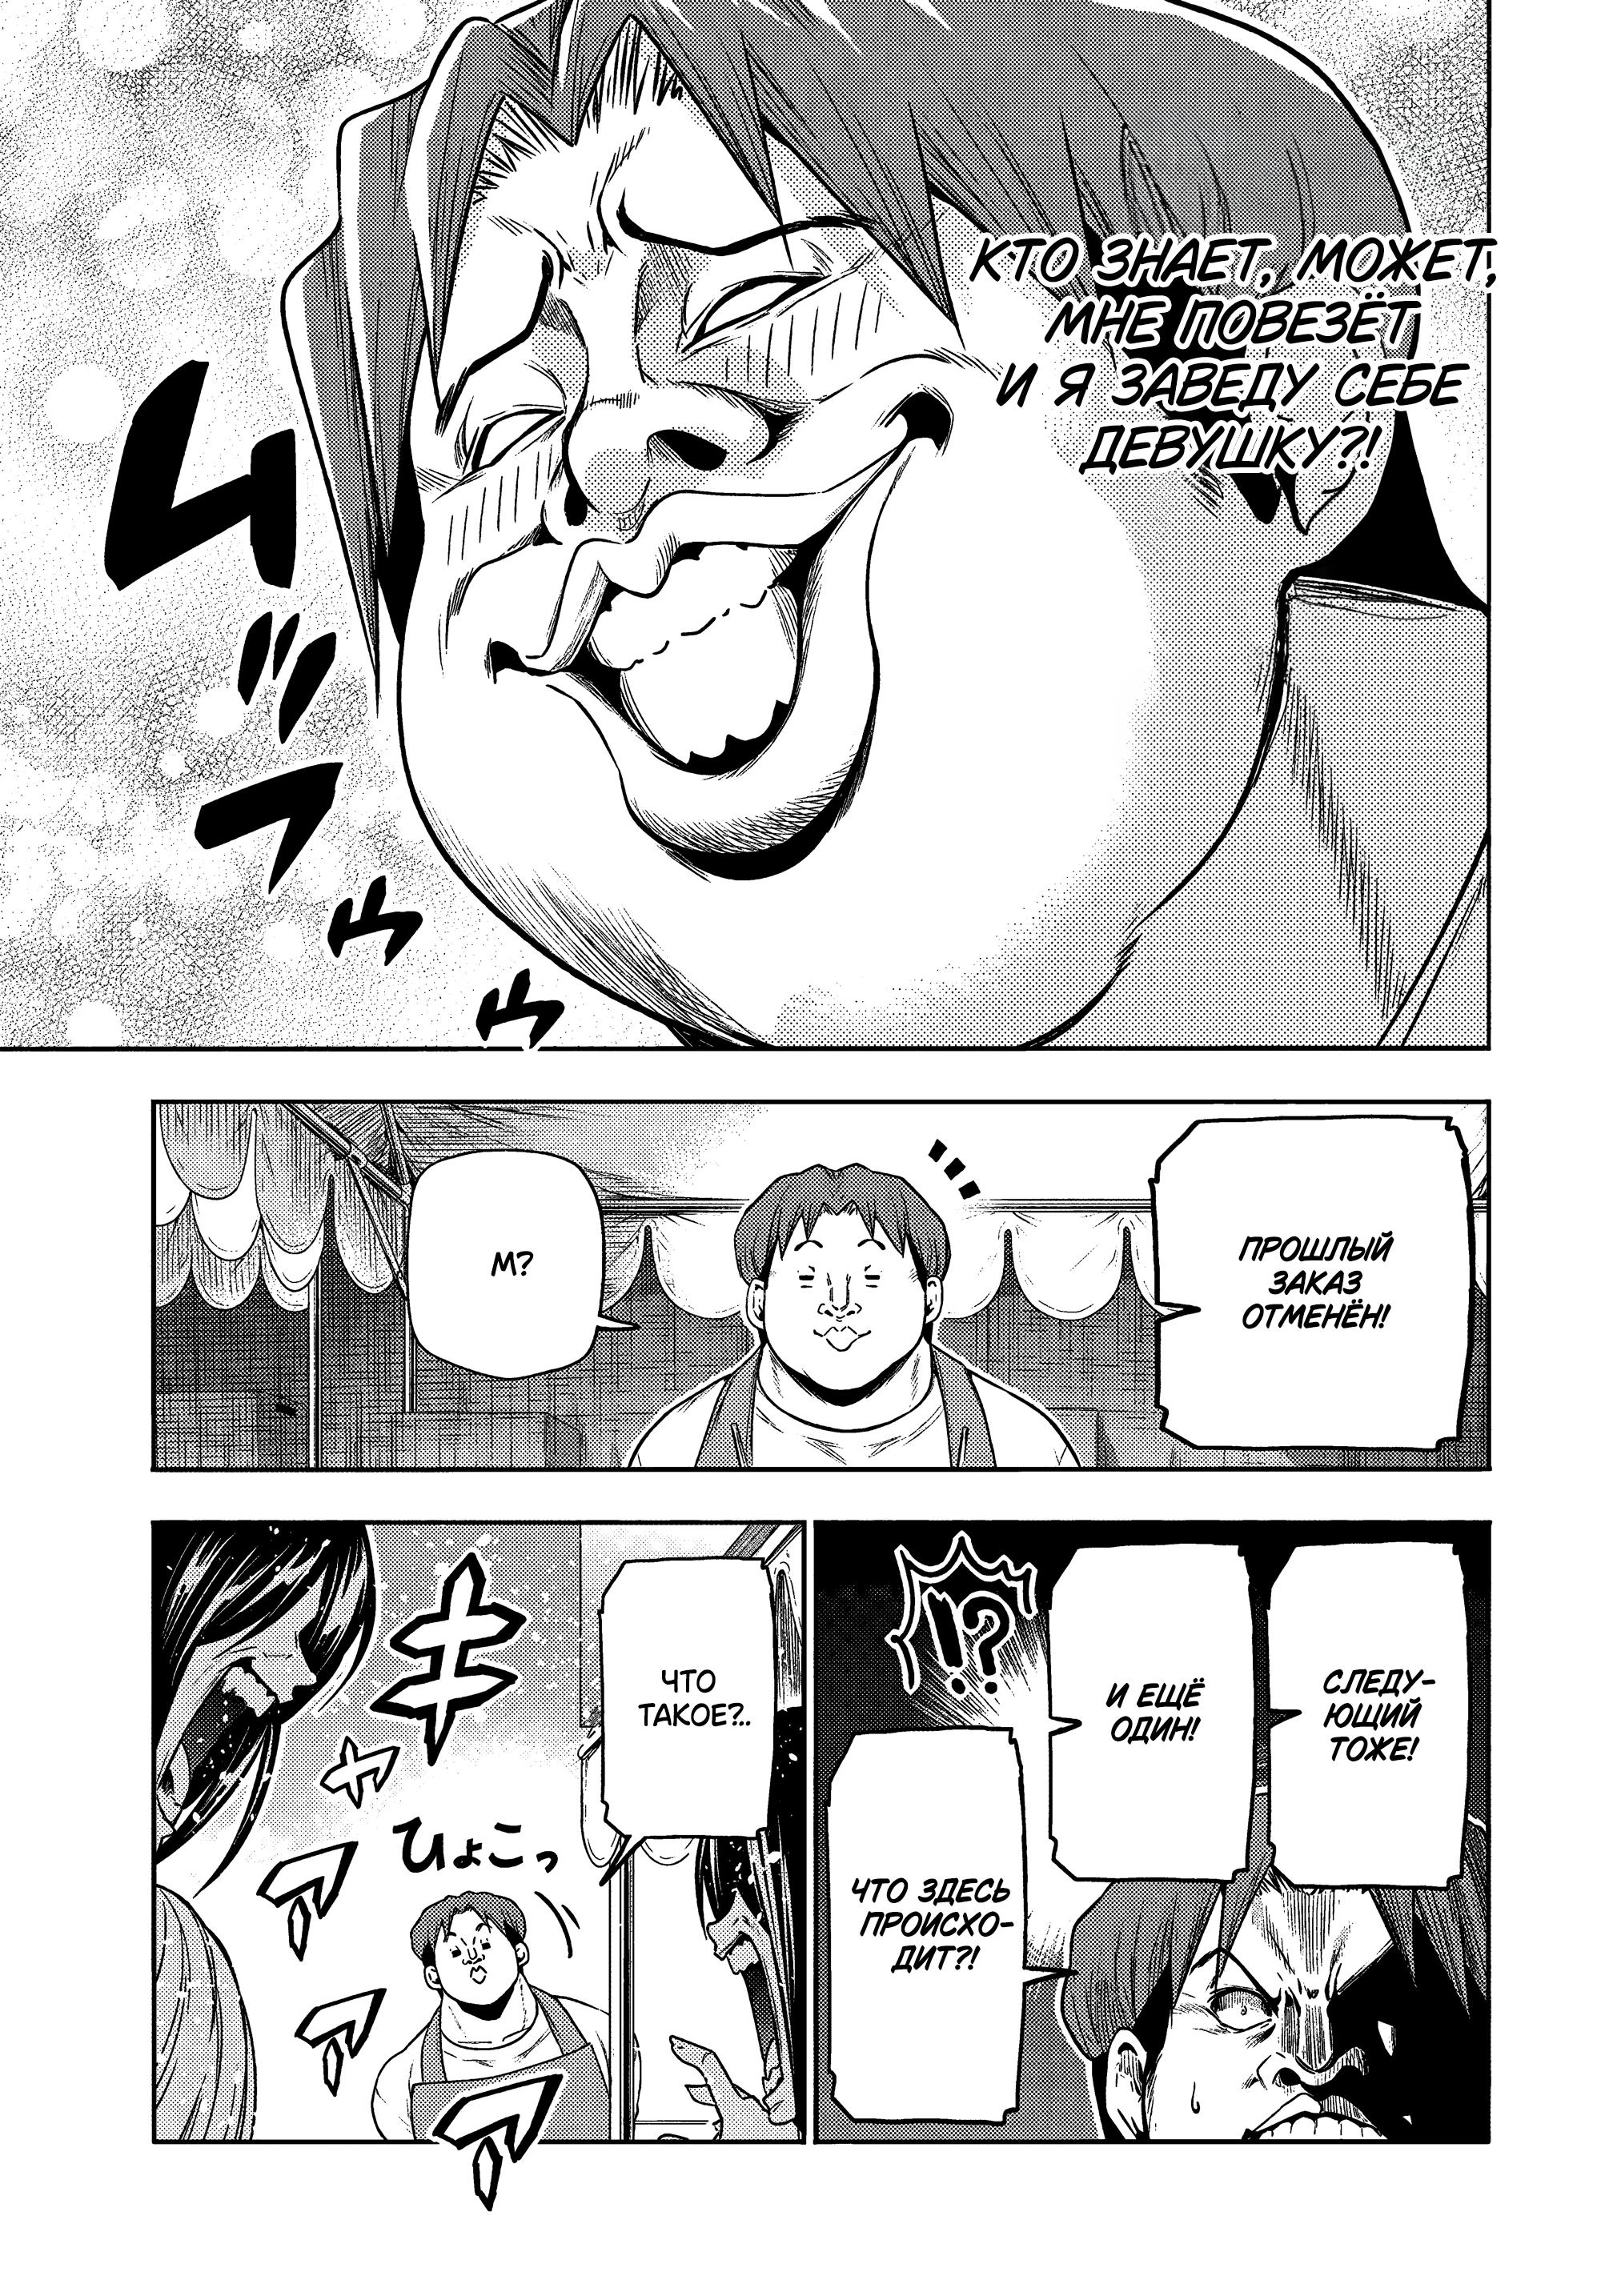 КТО ЗНАЕТ, МОЖЕТ,
МНЕ ПОВЕЗЁТ
И Я ЗАВЕДУ СЕБЕ
ДЕВУШКУ?!
ムッフゥゥ
ПРОШЛЫЙ
ЗАКАЗ
ОТМЕНЁН!
М?
СЛЕДУ-
ЮЩИЙ
ТОЖЕ!
И ЕЩЁ
ОДИН!
!?
ЧТО ЗДЕСЬ
ПРОИСХО-
ДИТ?!
ЧТО
ТАКОЕ?..
キャアアア
ひょこっ